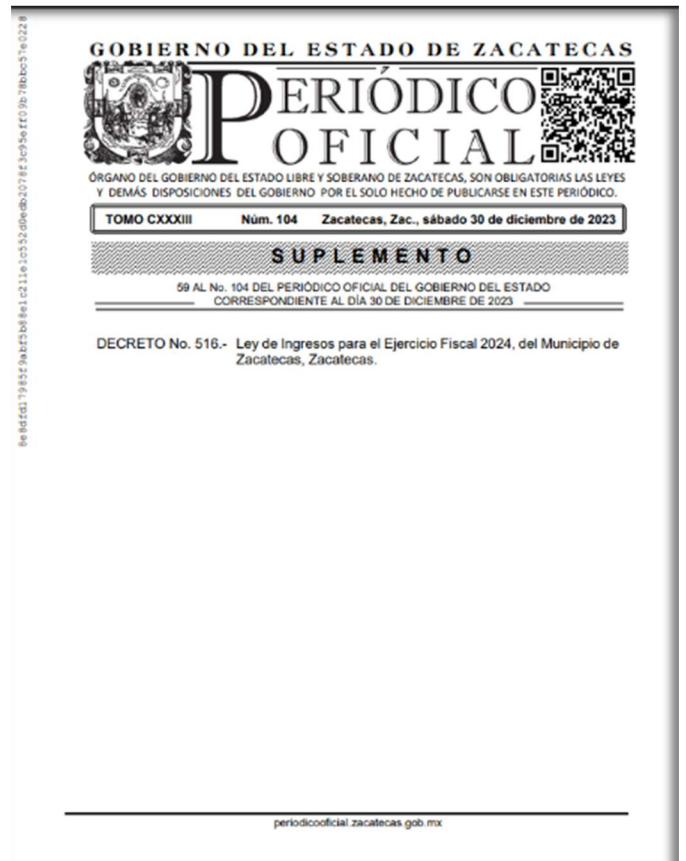 GOBIERNO DEL ESTADO DE ZACATECAS
PERIÓDICO
OFICIAL
ÓRGANO DEL GOBIERNO DEL ESTADO LIBRE Y SOBERANO DE ZACATECAS, SON OBLIGATORIAS LAS LEYES
Y DEMÁS DISPOSICIONES DEL GOBIERNO POR EL SOLO HECHO DE PUBLICARSE EN ESTE PERIÓDICO.
TOMO CXXXIII Núm. 104 Zacatecas, Zac., sábado 30 de diciembre de 2023
SUPLEMENTO
59 AL No. 104 DEL PERIÓDICO OFICIAL DEL GOBIERNO DEL ESTADO
CORRESPONDIENTE AL DÍA 30 DE DICIEMBRE DE 2023
DECRETO No. 516.- Ley de Ingresos para el Ejercicio Fiscal 2024, del Municipio de
Zacatecas, Zacatecas.
periodicooficial.zacatecas.gob.mx